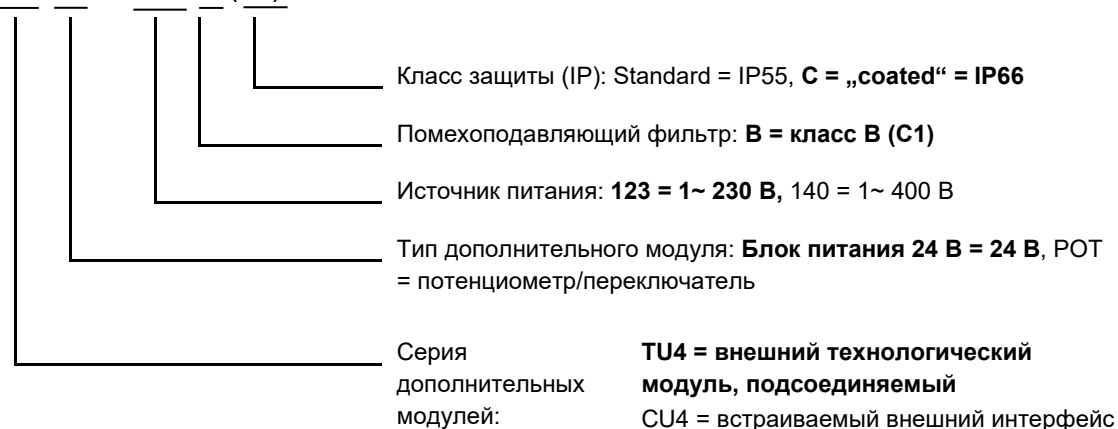 Класс защиты (IP): Standard = IP55, C = „coated“ = IP66
Помехоподавляющий фильтр: B = класс B (C1)
Источник питания: 123 = 1~ 230 В, 140 = 1~ 400 В
Тип дополнительного модуля: Блок питания 24 В = 24 В, POT
= потенциометр/переключатель
Серия
дополнительных
модулей:
TU4 = внешний технологический
модуль, подсоединяемый
CU4 = встраиваемый внешний интерфейс